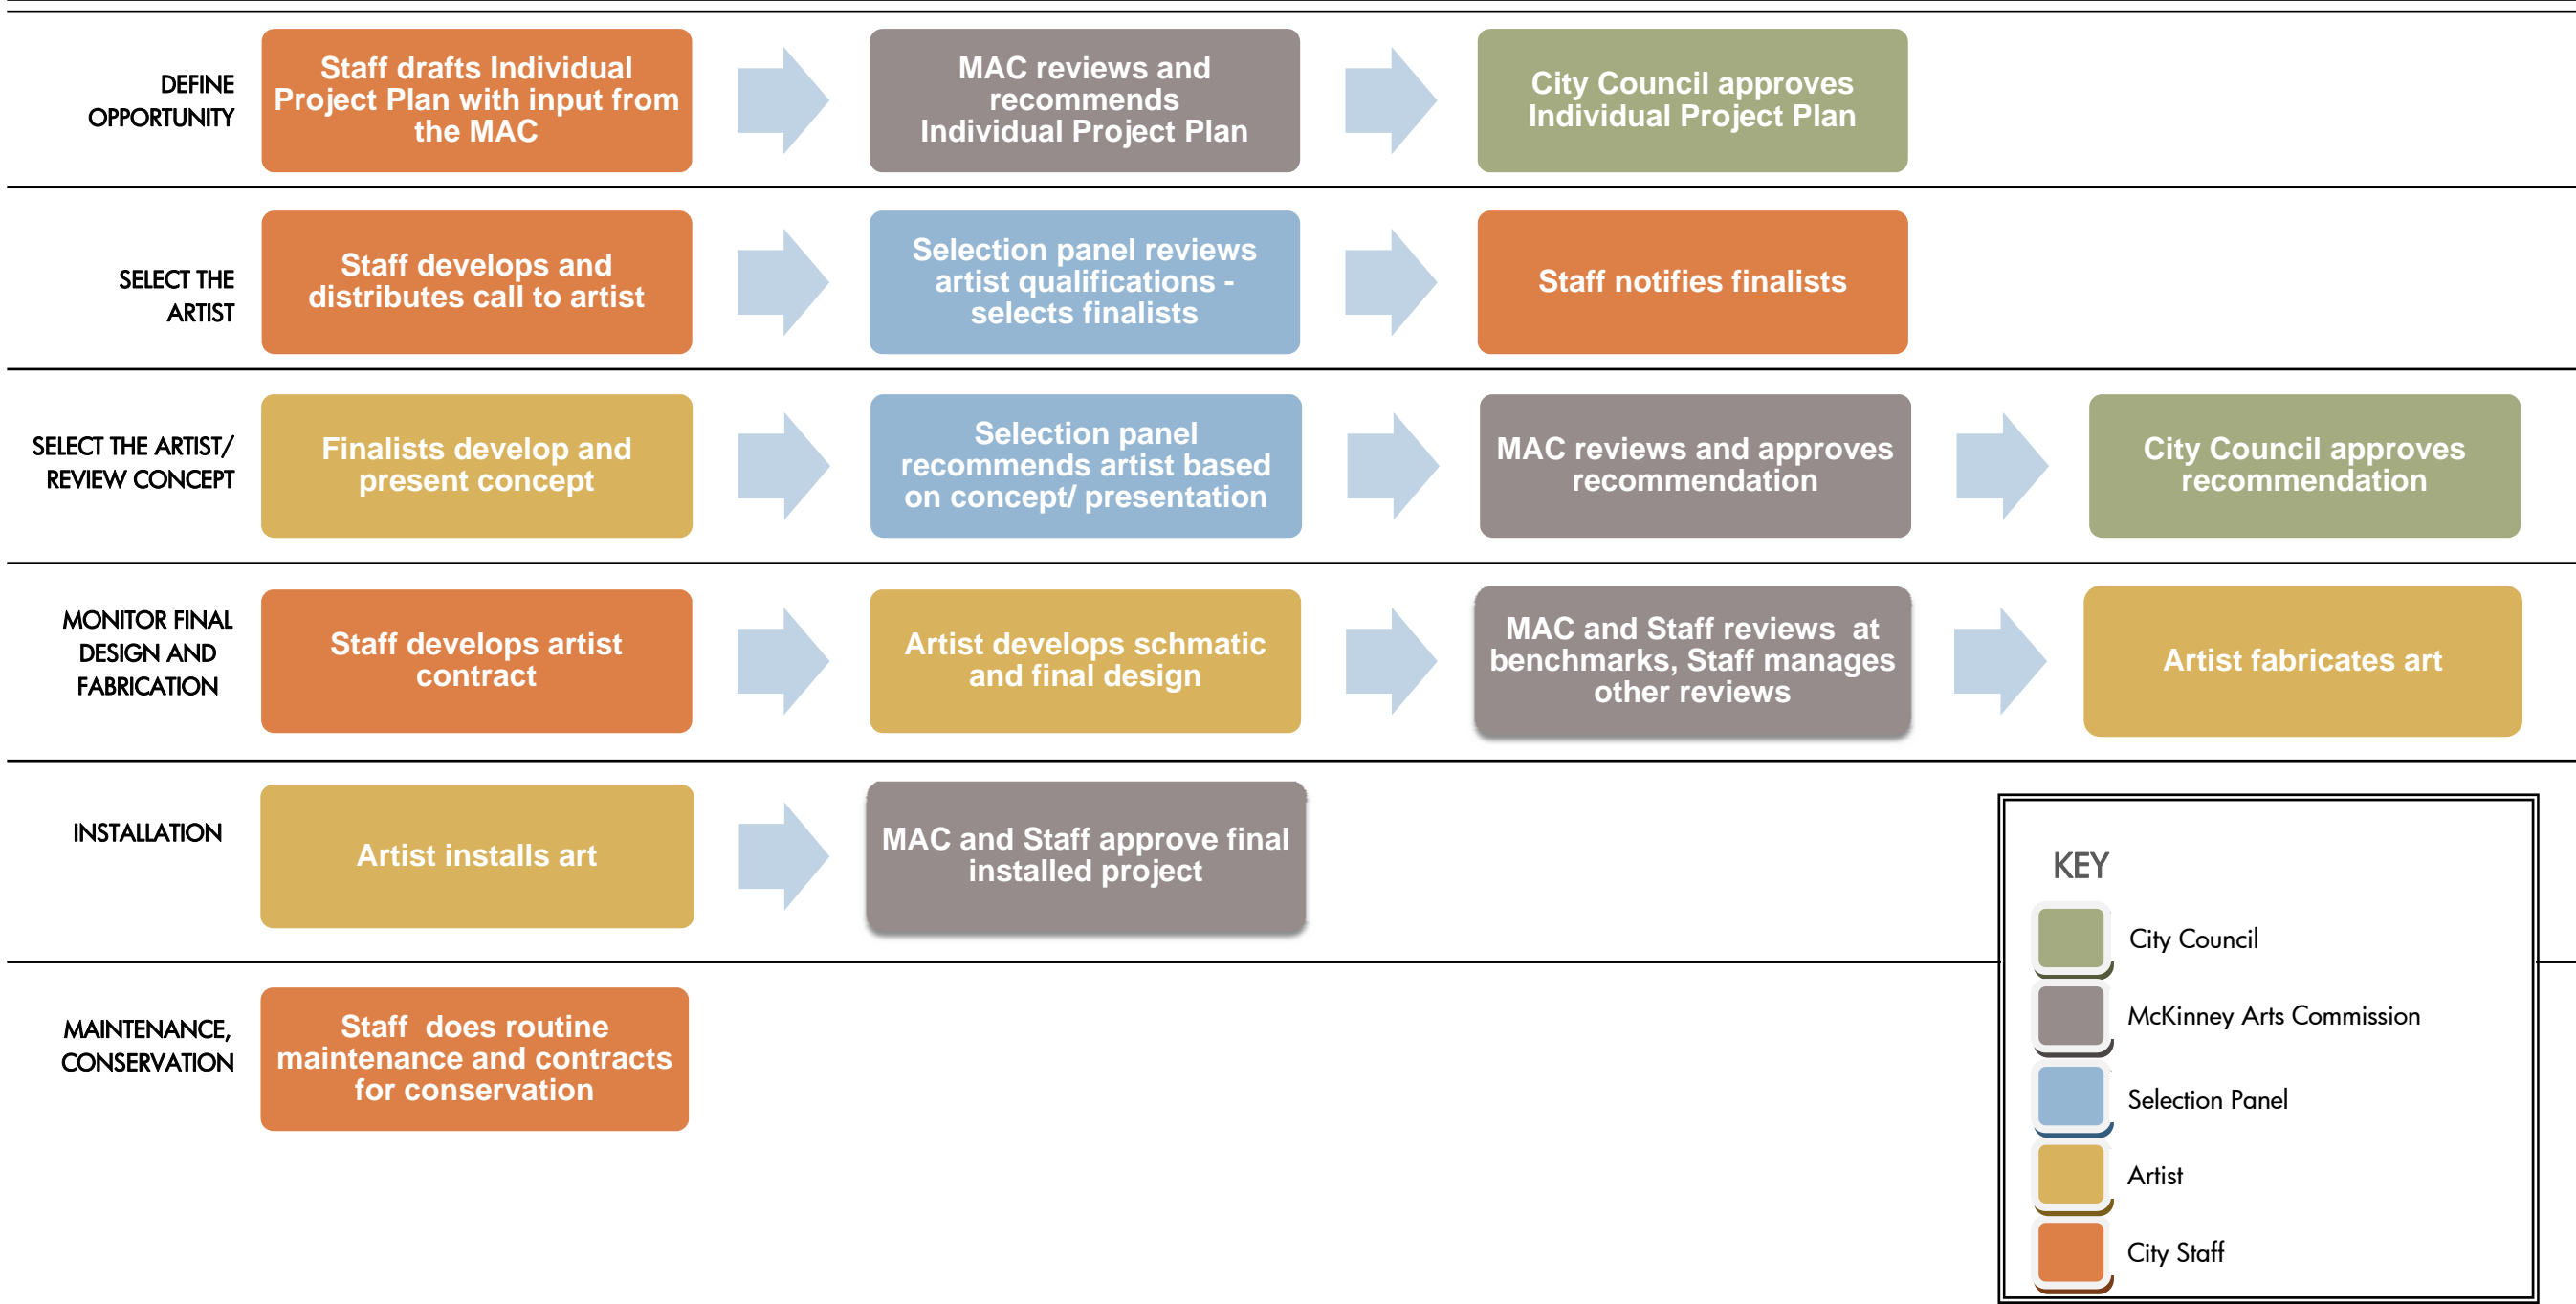 DEFINE
OPPORTUNITY
Staff drafts Individual
Project Plan with input from
the MAC
MAC reviews and
recommends
Individual Project Plan
City Council approves
Individual Project Plan
SELECT THE
ARTIST
Staff develops and
distributes call to artist
Selection panel reviews
artist qualifications -
selects finalists
Staff notifies finalists
SELECT THE ARTIST/
REVIEW CONCEPT
Finalists develop and
present concept
Selection panel
recommends artist based
on concept/ presentation
MAC reviews and approves
recommendation
City Council approves
recommendation
MONITOR FINAL
DESIGN AND
FABRICATION
Staff develops artist
contract
Artist develops schmatic
and final design
MAC and Staff reviews  at
benchmarks, Staff manages
other reviews
Artist fabricates art
INSTALLATION
Artist installs art
MAC and Staff approve final
installed project
MAINTENANCE,
CONSERVATION
Staff  does routine
maintenance and contracts
for conservation
KEY
City Council
McKinney Arts Commission
Selection Panel
Artist
City Staff